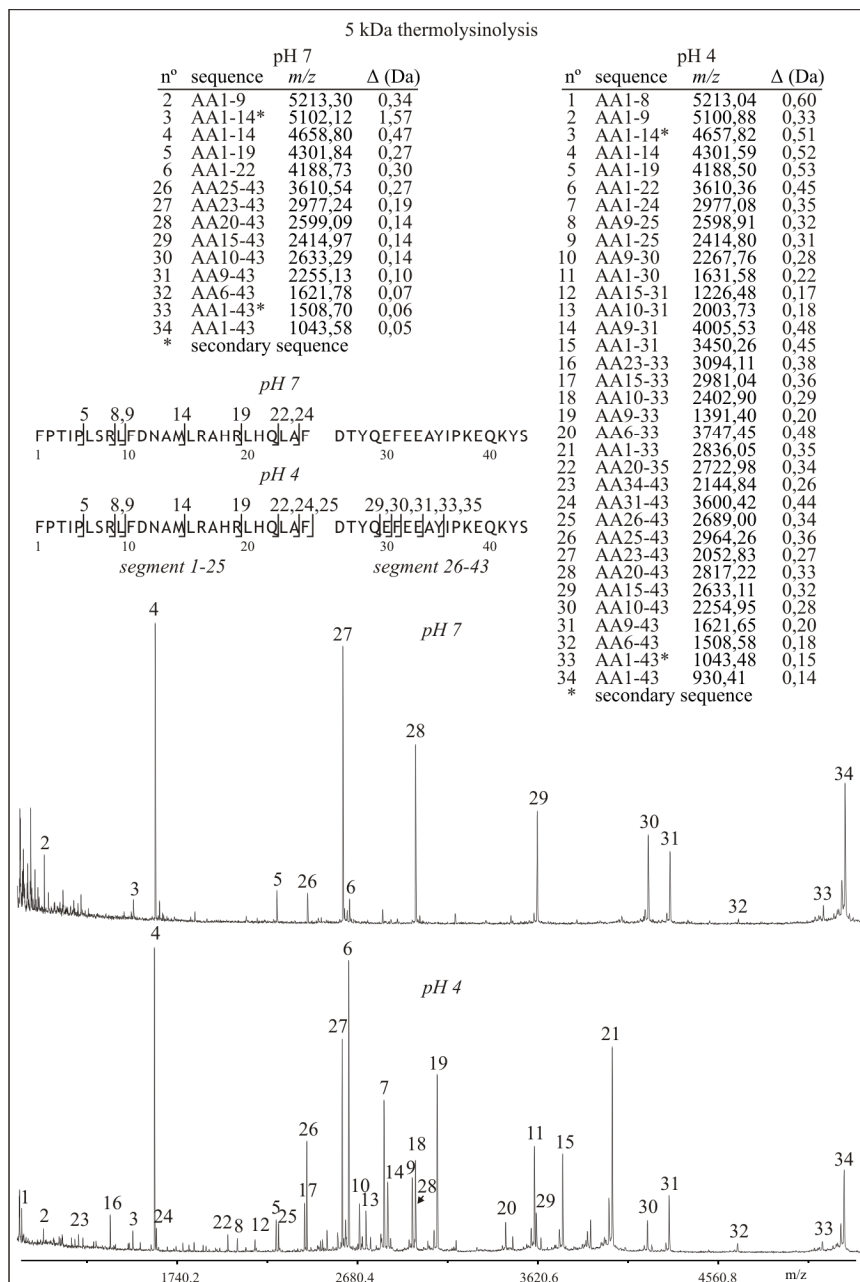 5 kDa thermolysinolysis
pH 7
nº sequence m/z Δ (Da)
2 AA1-9 5213,30 0,34
3 AA1-14* 5102,12 1,57
4 AA1-14 4658,80 0,47
5 AA1-19 4301,84 0,27
6 AA1-22 4188,73 0,30
26 AA25-43 3610,54 0,27
27 AA23-43 2977,24 0,19
28 AA20-43 2599,09 0,14
29 AA15-43 2414,97 0,14
30 AA10-43 2633,29 0,14
31 AA9-43 2255,13 0,10
32 AA6-43 1621,78 0,07
33 AA1-43* 1508,70 0,06
34 AA1-43 1043,58 0,05
* secondary sequence
pH 4
nº sequence m/z Δ (Da)
1 AA1-8 5213,04 0,60
2 AA1-9 5100,88 0,33
3 AA1-14* 4657,82 0,51
4 AA1-14 4301,59 0,52
5 AA1-19 4188,50 0,53
6 AA1-22 3610,36 0,45
7 AA1-24 2977,08 0,35
8 AA9-25 2598,91 0,32
9 AA1-25 2414,80 0,31
10 AA9-30 2267,76 0,28
11 AA1-30 1631,58 0,22
12 AA15-31 1226,48 0,17
13 AA10-31 2003,73 0,18
14 AA9-31 4005,53 0,48
15 AA1-31 3450,26 0,45
16 AA23-33 3094,11 0,38
17 AA15-33 2981,04 0,36
18 AA10-33 2402,90 0,29
19 AA9-33 1391,40 0,20
20 AA6-33 3747,45 0,48
21 AA1-33 2836,05 0,35
22 AA20-35 2722,98 0,34
23 AA34-43 2144,84 0,26
24 AA31-43 3600,42 0,44
25 AA26-43 2689,00 0,34
26 AA25-43 2964,26 0,36
27 AA23-43 2052,83 0,27
28 AA20-43 2817,22 0,33
29 AA15-43 2633,11 0,32
30 AA10-43 2254,95 0,28
31 AA9-43 1621,65 0,20
32 AA6-43 1508,58 0,18
33 AA1-43* 1043,48 0,15
34 AA1-43 930,41 0,14
* secondary sequence
pH 7
5 8,9 14 19 22,24
FPTIPLSRLFDNAMLRAHRLHQLAF DTYQEFEEAYIPKEQKYS
1 10 20 30 40
pH 4
5 8,9 14 19 22,24,25 29,30,31,33,35
FPTIPLSRLFDNAMLRAHRLHQLAF DTYQEFEEAYIPKEQKYS
1 10 20 30 40
segment 1-25 segment 26-43
pH 7
2 3 4 5 26 27 6 28 29 30 31 32 33 34
pH 4
1 2 23 16 3 4 24 22 8 12 5 25 17 26 27 6 10 13 7 14 9 18 28 19 20 11 29 15 21 30 31 32 33 34
1740.2 2680.4 3620.6 4560.8 m/z